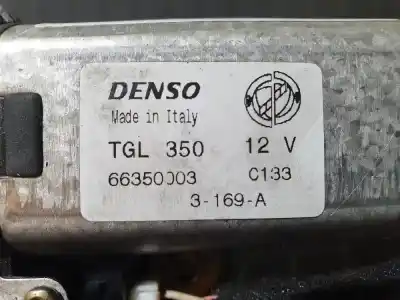 DENSO
Made in Italy
TGL 350 12 V
66350003 C133
3-169-A